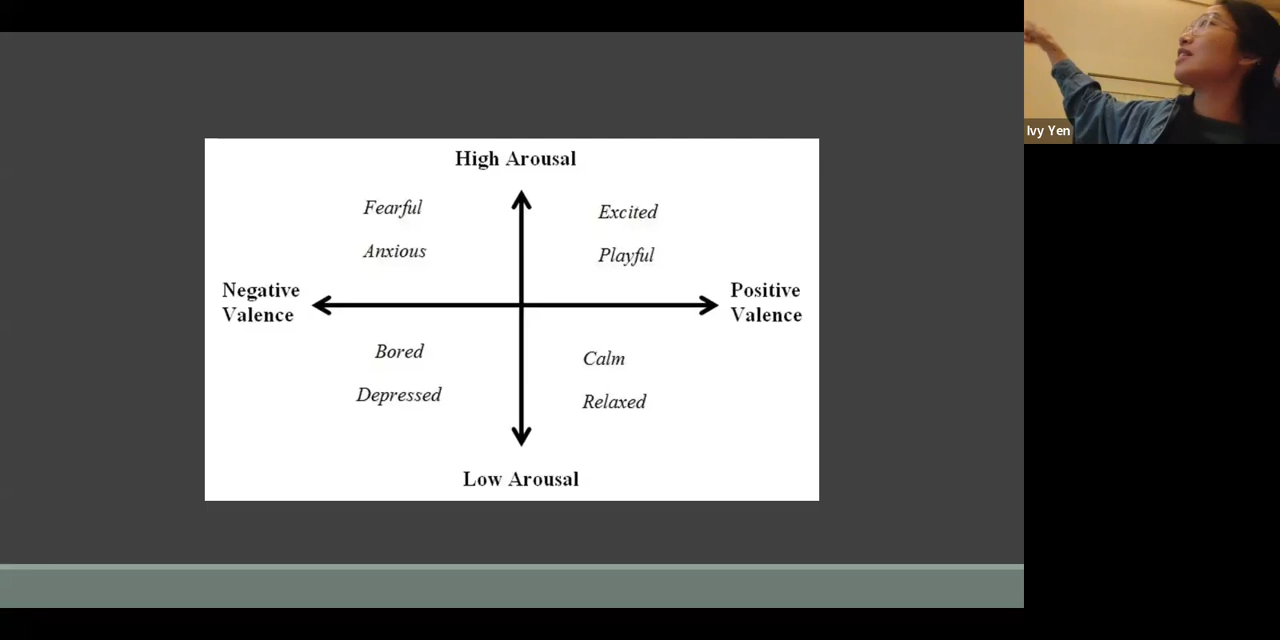 High Arousal
Fearful
Excited
Anxious
Playful
Negative
Valence
Positive
Valence
Bored
Calm
Depressed
Relaxed
Low Arousal
Ivy Yen